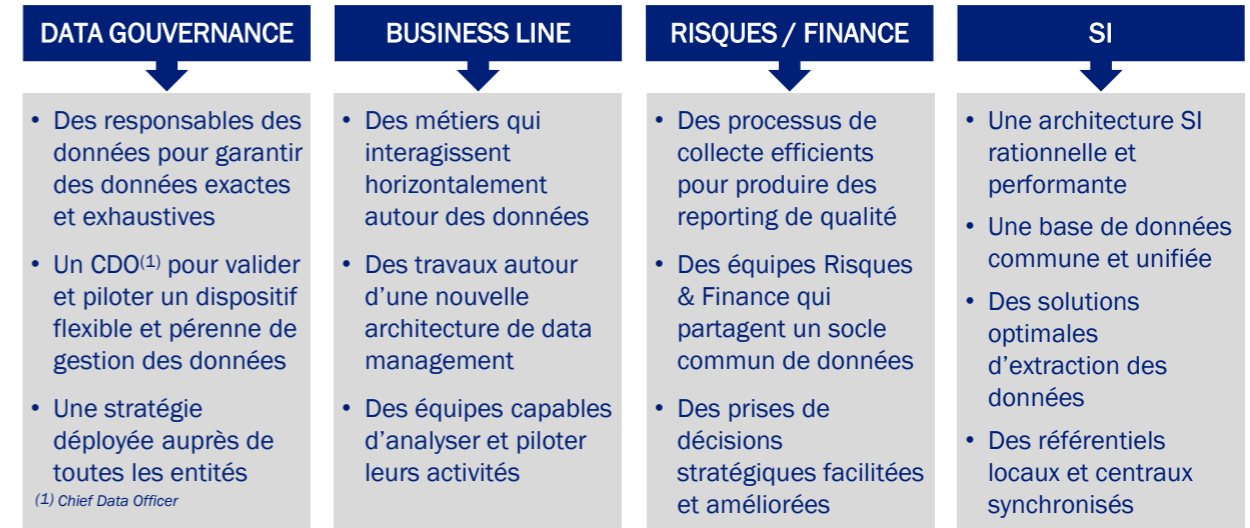 DATA GOUVERNANCE
• Des responsables des
données pour garantir
des données exactes
et exhaustives
• Un CDO(1) pour valider
et piloter un dispositif
flexible et pérenne de
gestion des données
• Une stratégie
déployée auprès de
toutes les entités
(1) Chief Data Officer
BUSINESS LINE
• Des métiers qui
interagissent
horizontalement
autour des données
• Des travaux autour
d’une nouvelle
architecture de data
management
• Des équipes capables
d’analyser et piloter
leurs activités
RISQUES / FINANCE
• Des processus de
collecte efficients
pour produire des
reporting de qualité
• Des équipes Risques
& Finance qui
partagent un socle
commun de données
• Des prises de
décisions
stratégiques facilitées
et améliorées
SI
• Une architecture SI
rationnelle et
performante
• Une base de données
commune et unifiée
• Des solutions
optimales
d’extraction des
données
• Des référentiels
locaux et centraux
synchronisés